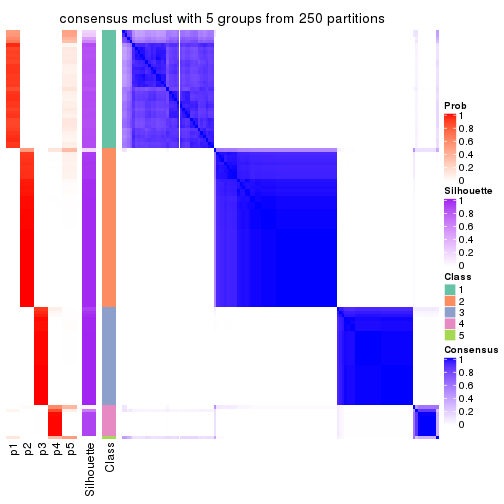 consensus mclust with 5 groups from 250 partitions
Prob
1
0.8
0.6
0.4
0.2
0
Silhouette
1
0.8
0.6
0.4
0.2
0
Class
1
2
3
4
5
Consensus
1
0.8
0.6
0.4
0.2
0
p1
p2
p3
p4
p5
Silhouette
Class